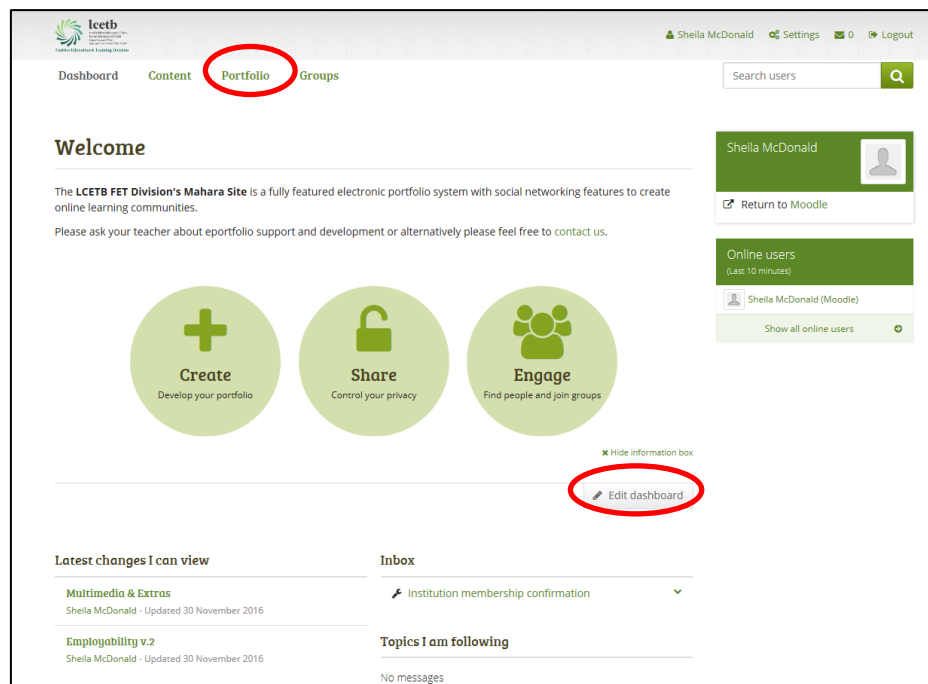 lcetb
Further Education & Training Division
Sheila McDonald Settings 0 Logout
Dashboard Content Portfolio Groups
Search users
Welcome
The LCETB FET Division's Mahara Site is a fully featured electronic portfolio system with social networking features to create
online learning communities.
Please ask your teacher about eportfolio support and development or alternatively please feel free to contact us.
Create
Develop your portfolio
Share
Control your privacy
Engage
Find people and join groups
Hide information box
Edit dashboard
Latest changes I can view
Multimedia & Extras
Sheila McDonald - Updated 30 November 2016
Employability v.2
Sheila McDonald - Updated 30 November 2016
Inbox
Institution membership confirmation
Topics I am following
No messages
Sheila McDonald
Return to Moodle
Online users
(Last 10 minutes)
Sheila McDonald (Moodle)
Show all online users